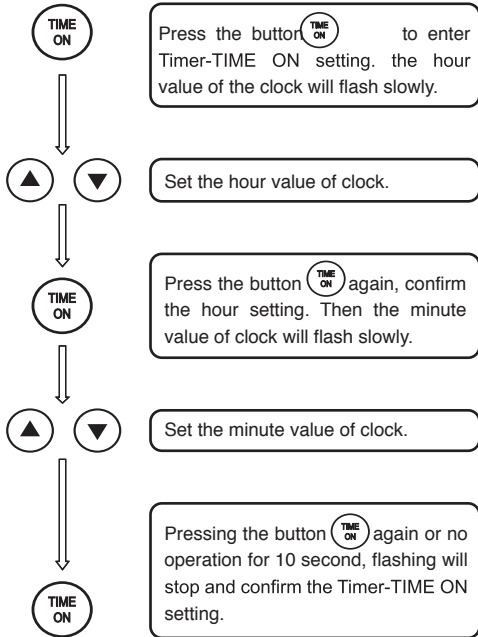 TIME
ON
Press the button TIME ON to enter
Timer-TIME ON setting. the hour
value of the clock will flash slowly.
▲ ▼
Set the hour value of clock.
TIME
ON
Press the button TIME ON again, confirm
the hour setting. Then the minute
value of clock will flash slowly.
▲ ▼
Set the minute value of clock.
Pressing the button TIME ON again or no
operation for 10 second, flashing will
stop and confirm the Timer-TIME ON
setting.
TIME
ON